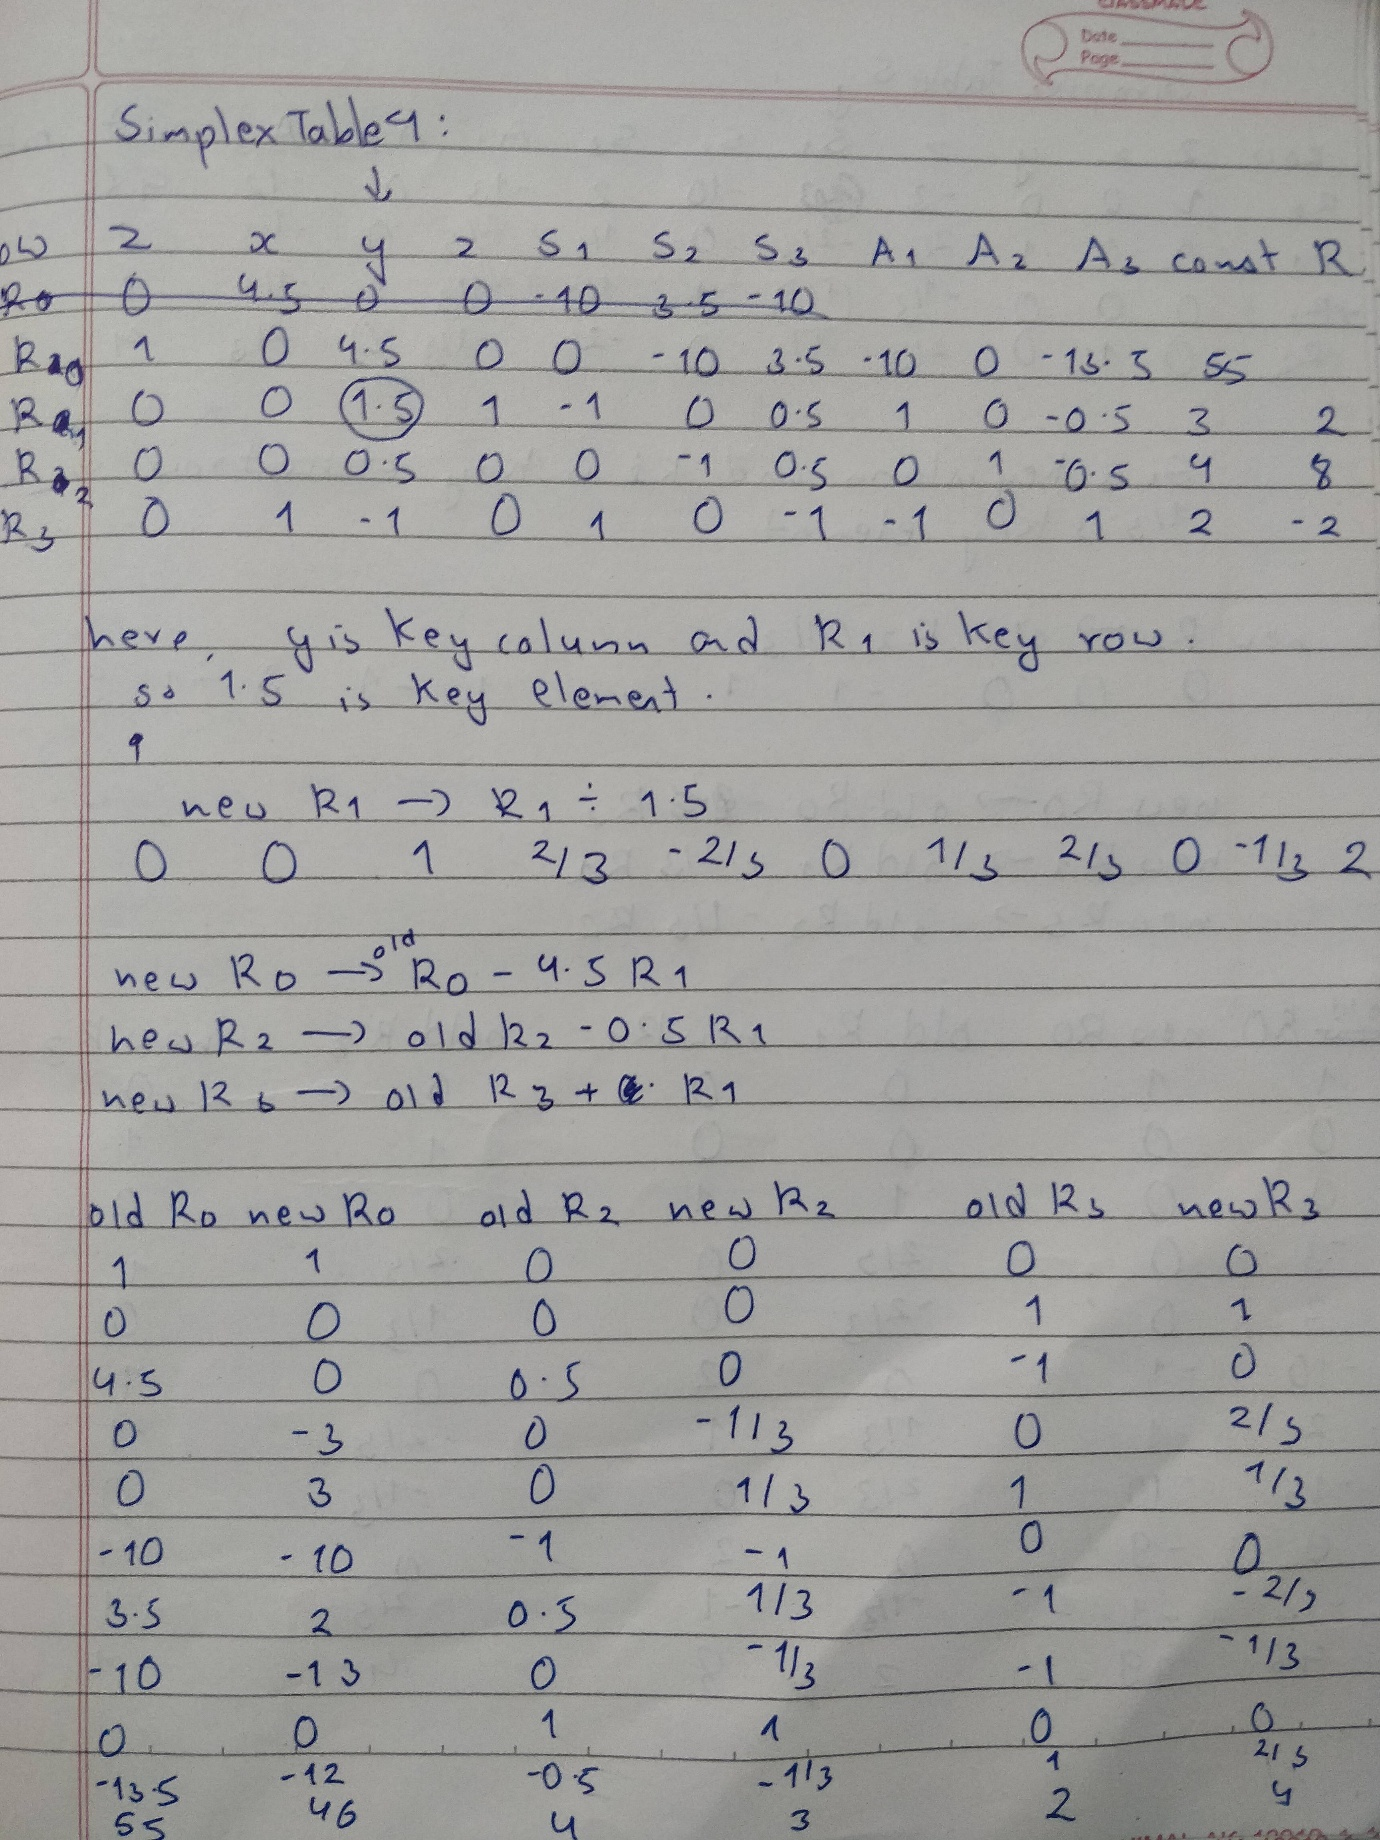 Date
Page
Simplex Table 4:
↓
ow z x y z S1 S2 S3 A1 A2 A3 const R
R0 0 4.5 0 0 -10 3.5 -10
R0 1 0 4.5 0 0 -10 3.5 -10 0 -13.5 55
R1 0 0 1.5 1 -1 0 0.5 1 0 -0.5 3 2
R2 0 0 0.5 0 0 -1 0.5 0 1 -0.5 4 8
R3 0 1 -1 0 1 0 -1 -1 0 1 2 -2
here, y is key column and R1 is key row.
so 1.5 is key element.
new R1 → R1 ÷ 1.5
0 0 1 2/3 -2/3 0 1/3 2/3 0 -1/3 2
new R0 → old R0 - 4.5 R1
new R2 → old R2 - 0.5 R1
new R3 → old R3 + R1
old R0 new R0 old R2 new R2 old R3 new R3
1 1 0 0 0 0
0 0 0 0 1 1
4.5 0 0.5 0 -1 0
0 -3 0 -1/3 0 2/3
0 3 0 1/3 1 1/3
-10 -10 -1 -1 0 0
3.5 2 0.5 1/3 -1 -2/3
-10 -13 0 -1/3 -1 -1/3
0 0 1 1 0 0
-13.5 -12 -0.5 -1/3 1 2/3
55 46 4 3 2 4